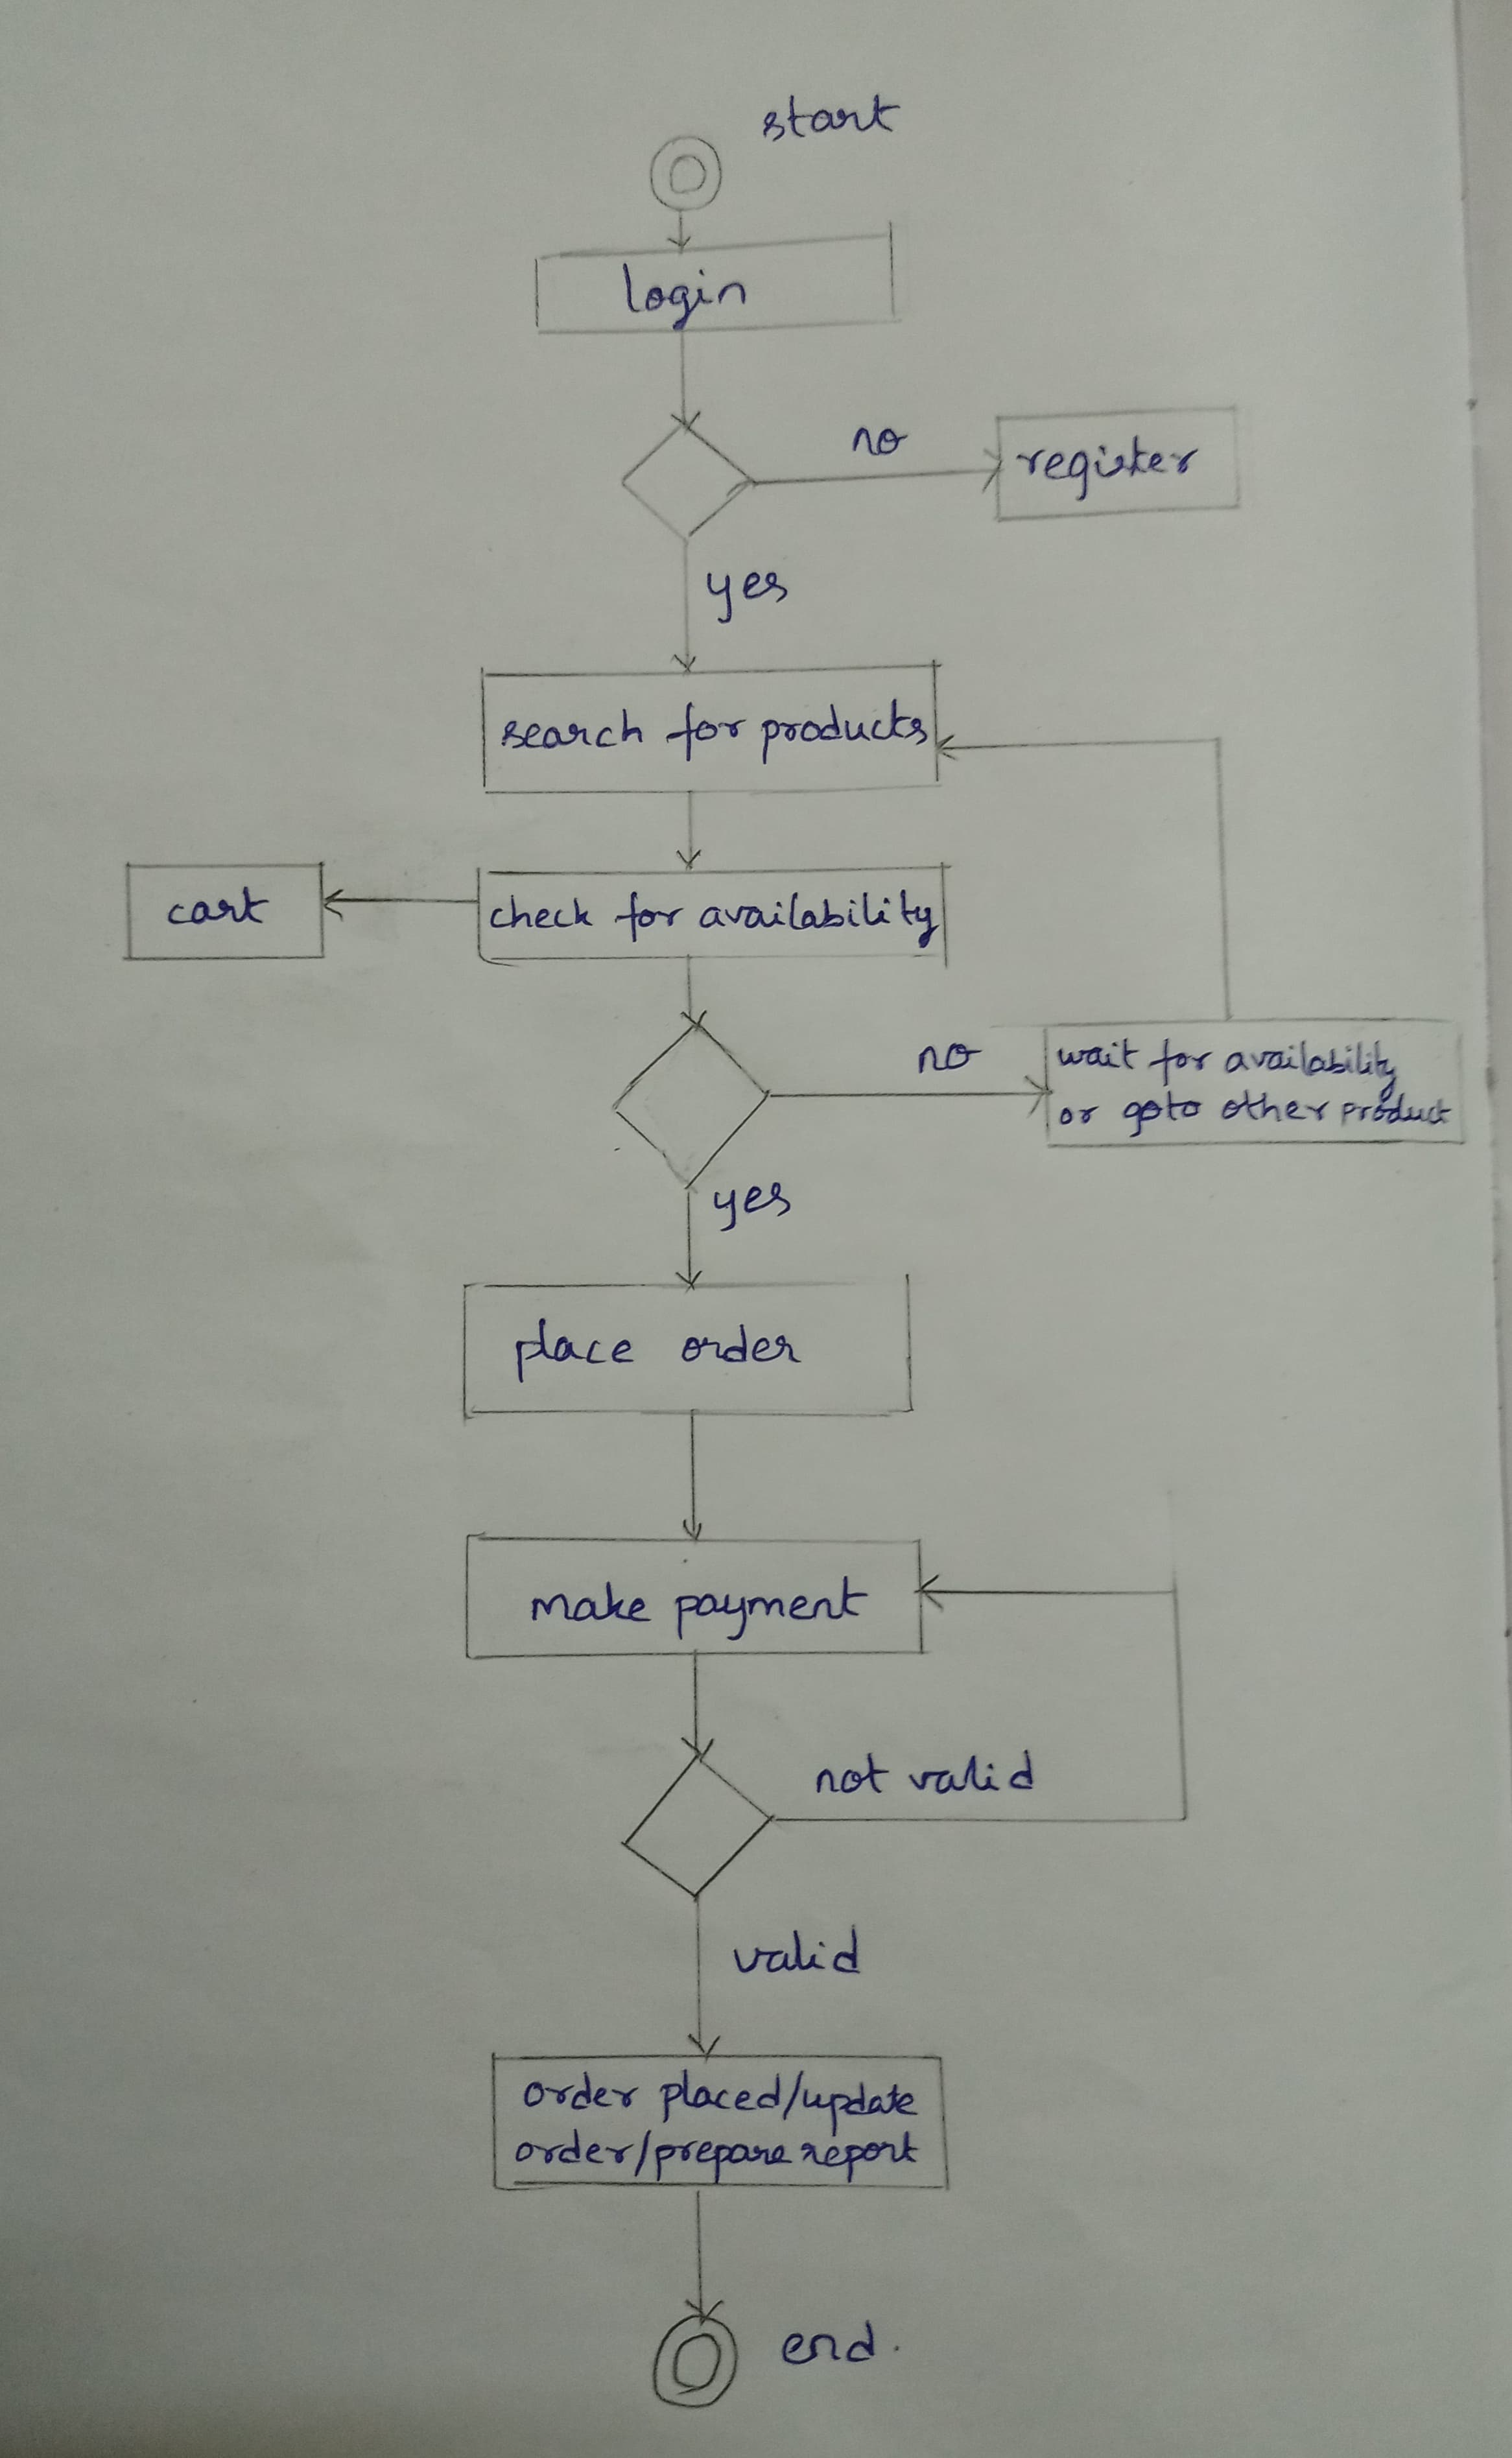 start
login
no
register
yes
search for products
cart
check for availability
no
wait for availability
or goto other product
yes
place order
make payment
not valid
valid
order placed/update
order/prepare report
end.